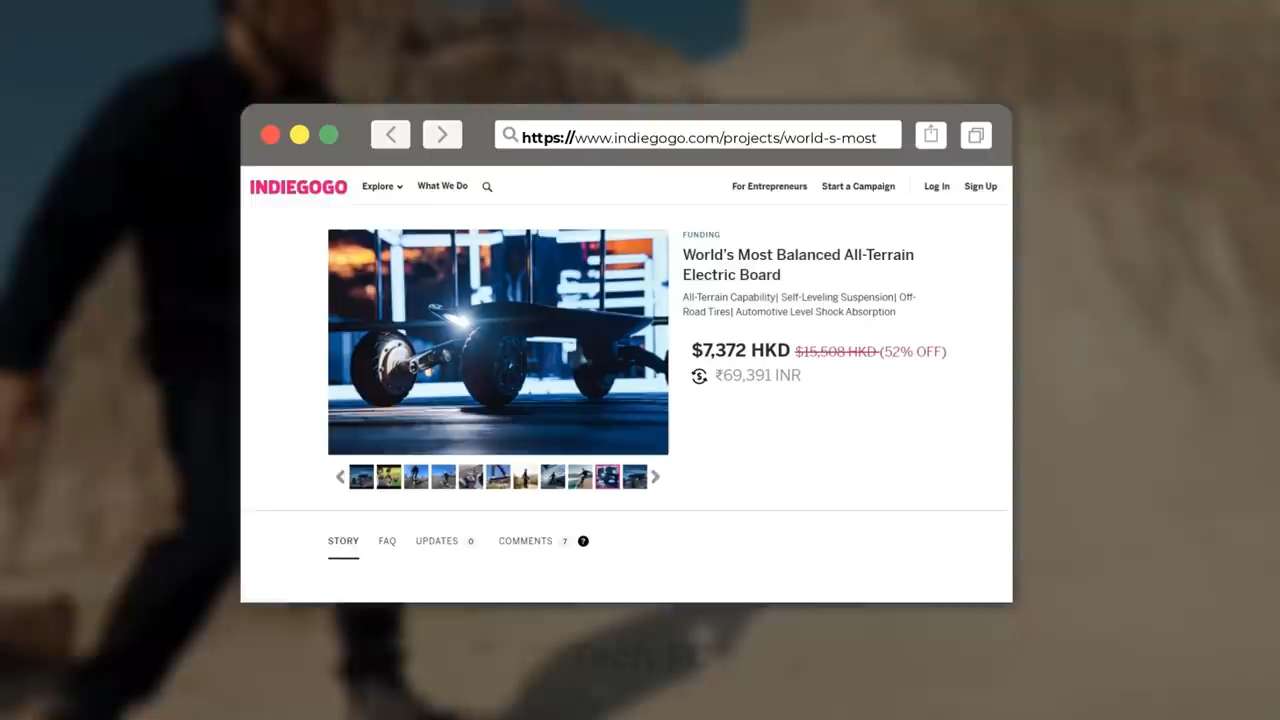 https://www.indiegogo.com/projects/world-s-most
INDIEGOGO Explore What We Do For Entrepreneurs Start a Campaign Log In Sign Up
FUNDING
World's Most Balanced All-Terrain
Electric Board
All-Terrain Capability| Self-Leveling Suspension| Off-
Road Tires| Automotive Level Shock Absorption
$7,372 HKD $15,508 HKD (52% OFF)
₹69,391 INR
STORY FAQ UPDATES 0 COMMENTS 7 ?